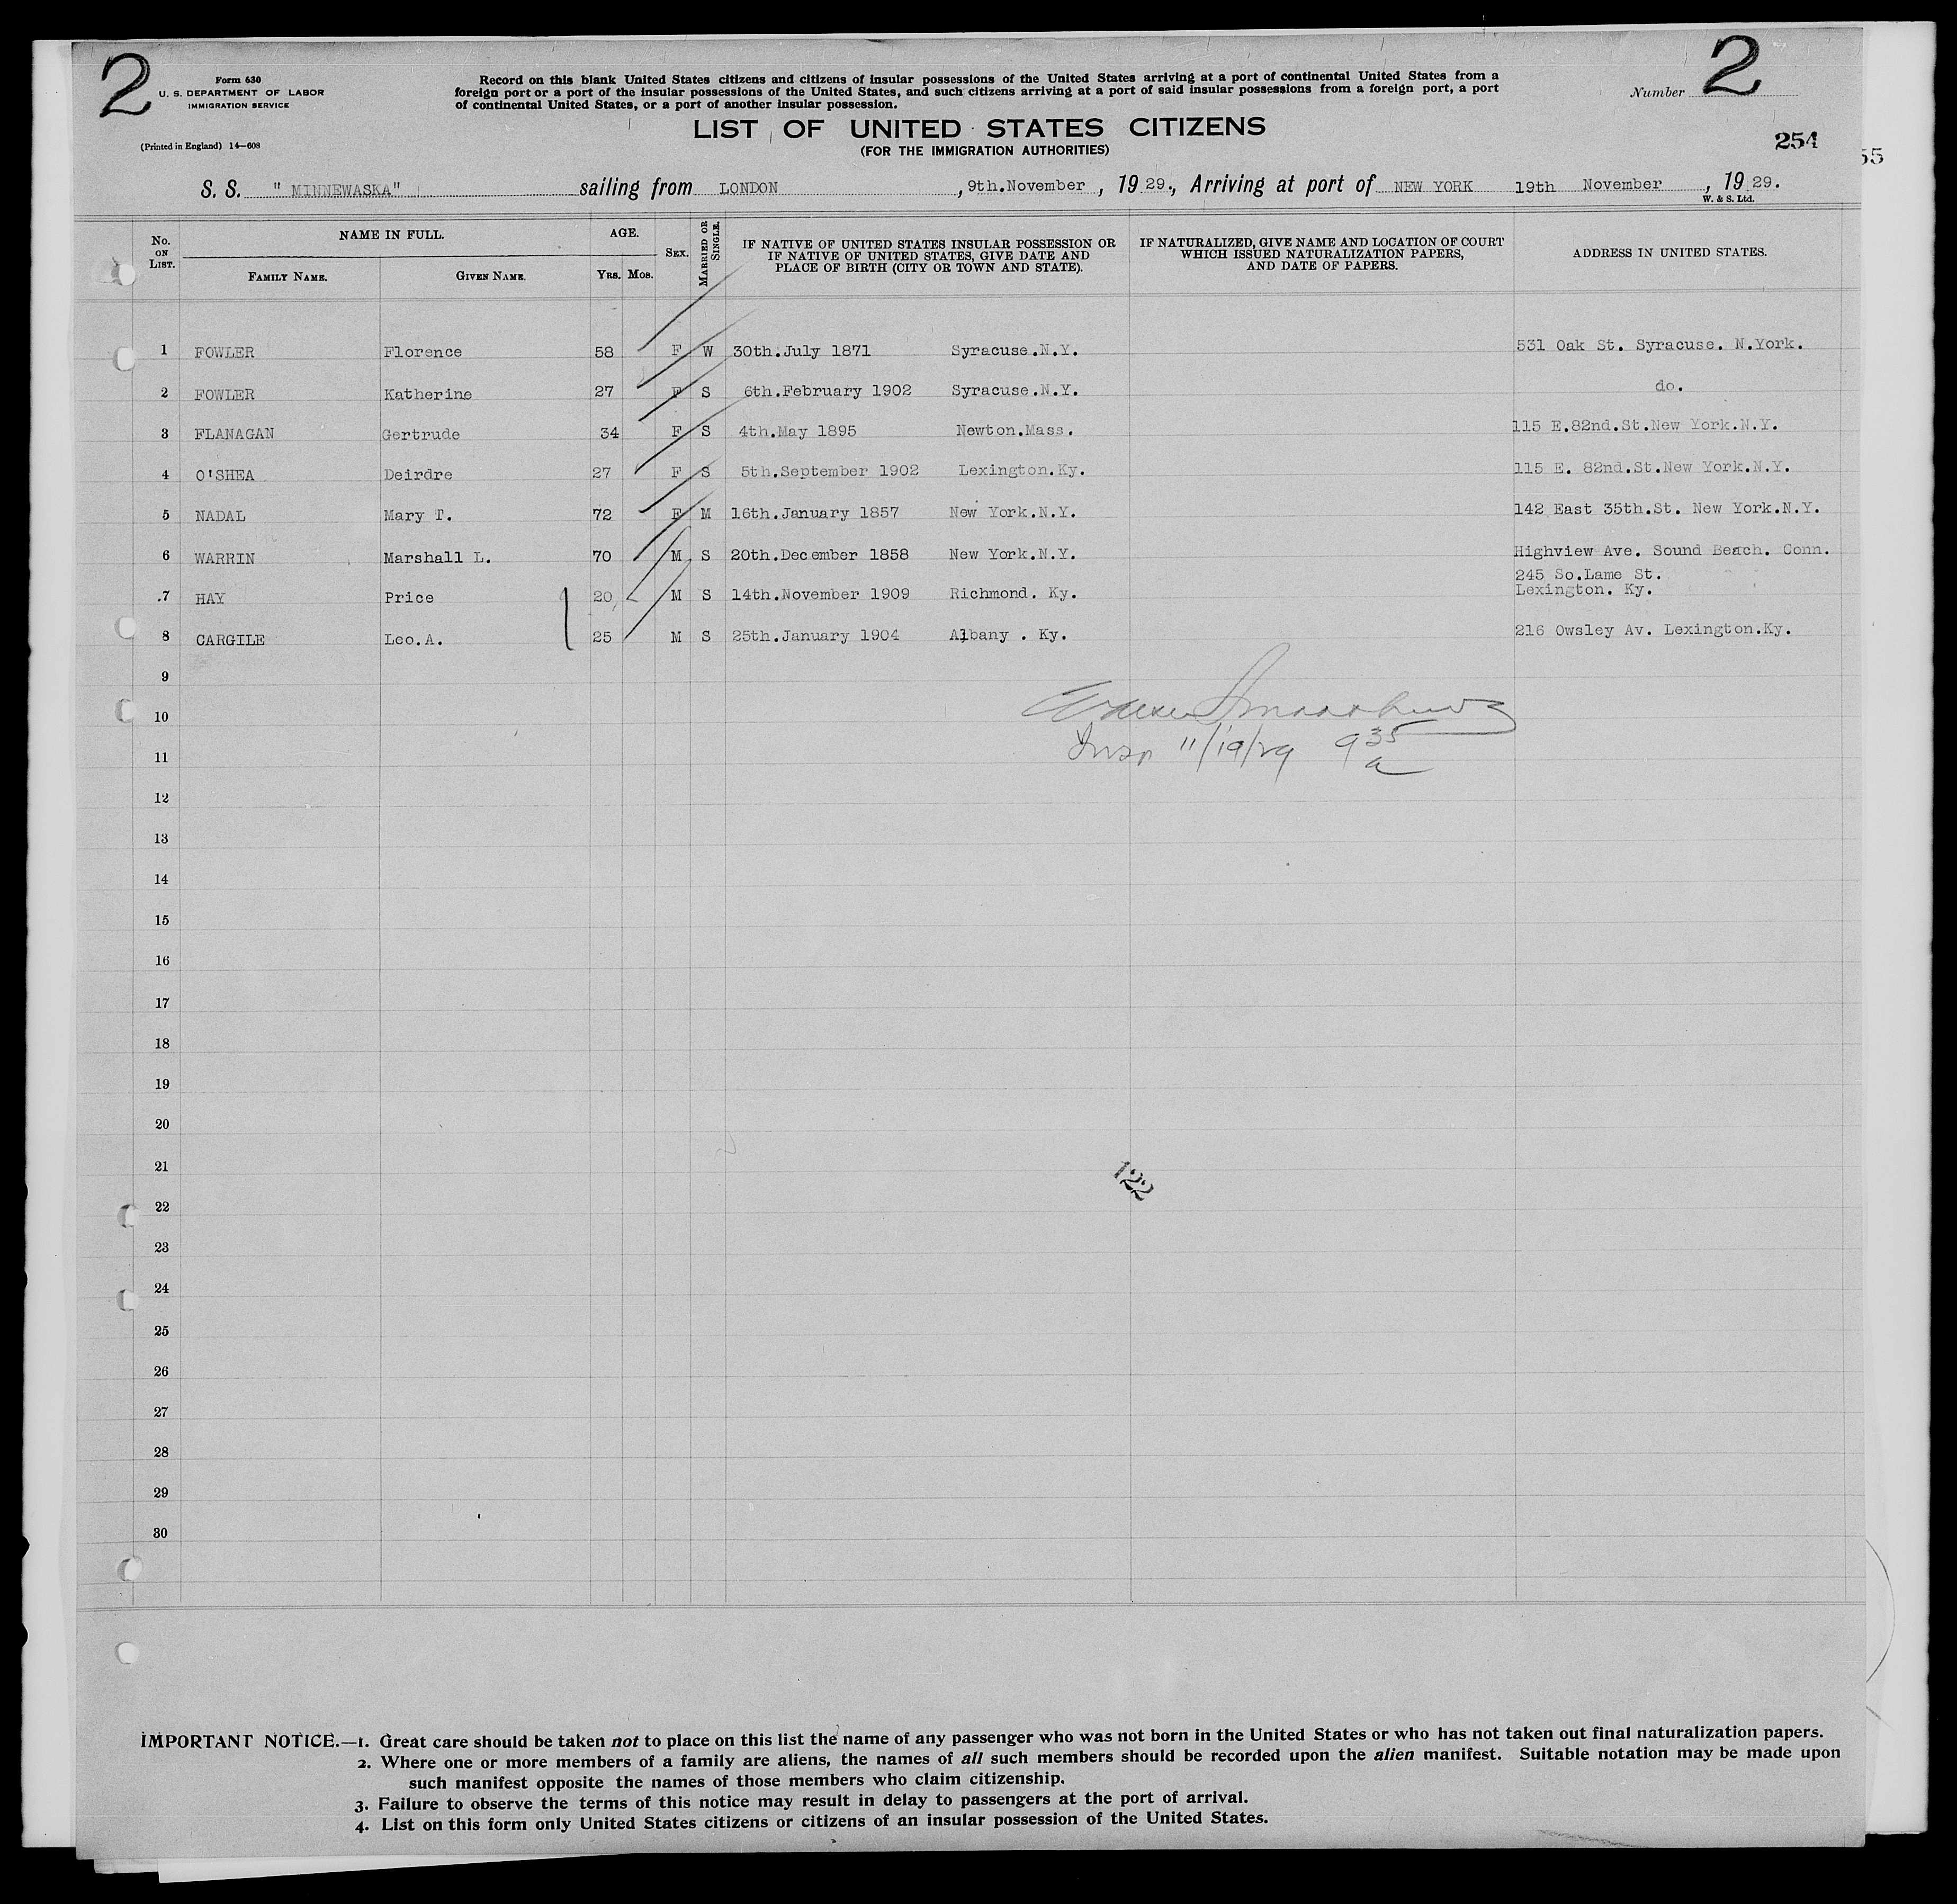 2
Form 630
U. S. DEPARTMENT OF LABOR
IMMIGRATION SERVICE
(Printed in England) 14—608
Record on this blank United States citizens and citizens of insular possessions of the United States arriving at a port of continental United States from a
foreign port or a port of the insular possessions of the United States, and such citizens arriving at a port of said insular possessions from a foreign port, a port
of continental United States, or a port of another insular possession.
LIST OF UNITED STATES CITIZENS
(FOR THE IMMIGRATION AUTHORITIES)
Number 2
254
55
S. S. " MINNEWASKA" sailing from LONDON , 9th.November , 19 29., Arriving at port of NEW YORK 19th November , 19 29.
W. & S. Ltd.
No. ON LIST.
NAME IN FULL.
FAMILY NAME.
GIVEN NAME.
AGE.
YRS. MOS.
SEX.
MARRIED OR SINGLE.
IF NATIVE OF UNITED STATES INSULAR POSSESSION OR
IF NATIVE OF UNITED STATES, GIVE DATE AND
PLACE OF BIRTH (CITY OR TOWN AND STATE).
IF NATURALIZED, GIVE NAME AND LOCATION OF COURT
WHICH ISSUED NATURALIZATION PAPERS,
AND DATE OF PAPERS.
ADDRESS IN UNITED STATES.
1 FOWLER Florence 58 F W 30th.July 1871 Syracuse.N.Y. 531 Oak St. Syracuse. N.York.
2 FOWLER Katherine 27 F S 6th.February 1902 Syracuse.N.Y. do.
3 FLANAGAN Gertrude 34 F S 4th.May 1895 Newton.Mass. 115 E.82nd.St.New York.N.Y.
4 O'SHEA Deirdre 27 F S 5th.September 1902 Lexington.Ky. 115 E. 82nd.St.New York.N.Y.
5 NADAL Mary T. 72 F M 16th.January 1857 New York.N.Y. 142 East 35th.St. New York.N.Y.
6 WARRIN Marshall L. 70 M S 20th.December 1858 New York.N.Y. Highview Ave. Sound Beach. Conn.
7 HAY Price 20 M S 14th.November 1909 Richmond. Ky. 245 So.Lame St.
Lexington. Ky.
8 CARGILE Leo.A. 25 M S 25th.January 1904 Albany . Ky. 216 Owsley Av. Lexington.Ky.
9
10
Insp 11/19/29 9 35 a
11
12
13
14
15
16
17
18
19
20
21
122
22
23
24
25
26
27
28
29
30
IMPORTANT NOTICE.—1. Great care should be taken not to place on this list the name of any passenger who was not born in the United States or who has not taken out final naturalization papers.
2. Where one or more members of a family are aliens, the names of all such members should be recorded upon the alien manifest. Suitable notation may be made upon
such manifest opposite the names of those members who claim citizenship.
3. Failure to observe the terms of this notice may result in delay to passengers at the port of arrival.
4. List on this form only United States citizens or citizens of an insular possession of the United States.